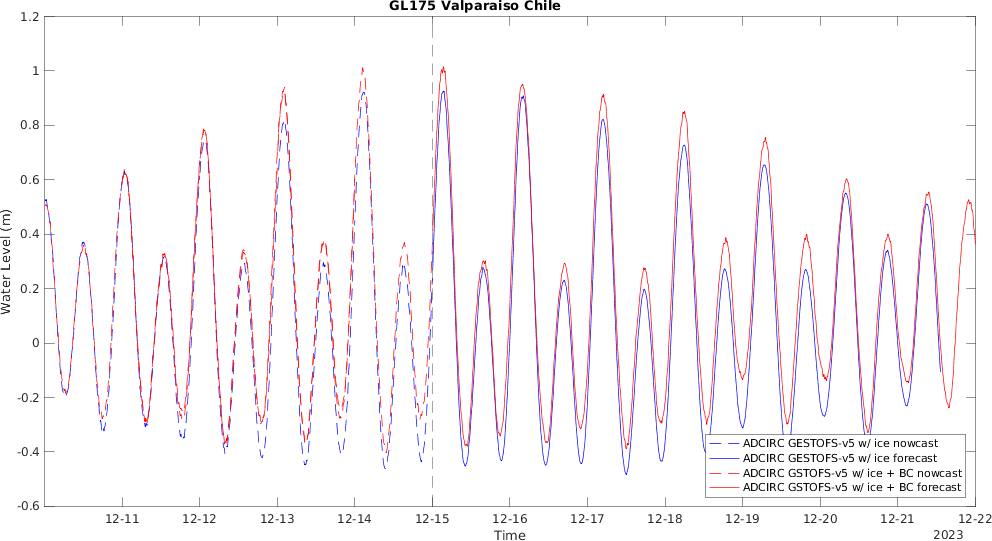 GL175 Valparaiso Chile
1.2
1
0.8
0.6
0.4
0.2
0
-0.2
-0.4
-0.6
Water Level (m)
ADCIRC GESTOFS-v5 w/ ice nowcast
ADCIRC GESTOFS-v5 w/ ice forecast
ADCIRC GSTOFS-v5 w/ ice + BC nowcast
ADCIRC GSTOFS-v5 w/ ice + BC forecast
12-11 12-12 12-13 12-14 12-15 12-16 12-17 12-18 12-19 12-20 12-21 12-22
Time
2023